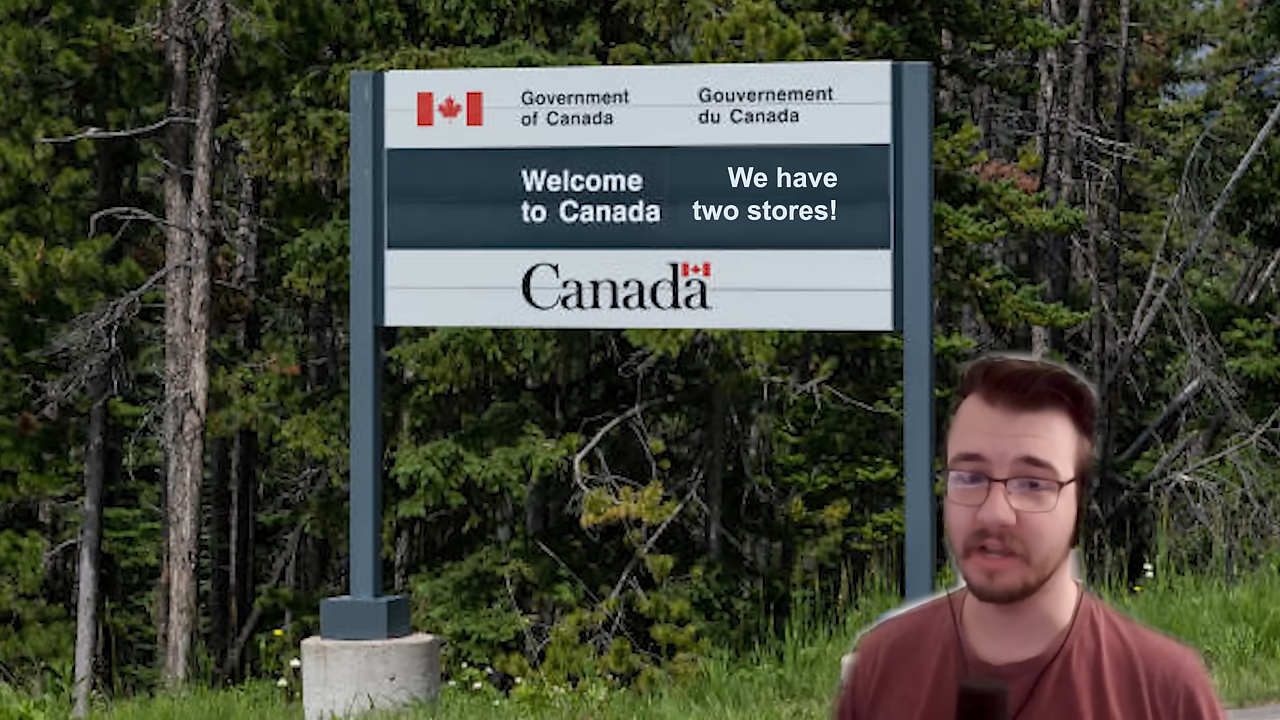 Government
of Canada
Gouvernement
du Canada
Welcome
to Canada
We have
two stores!
Canada